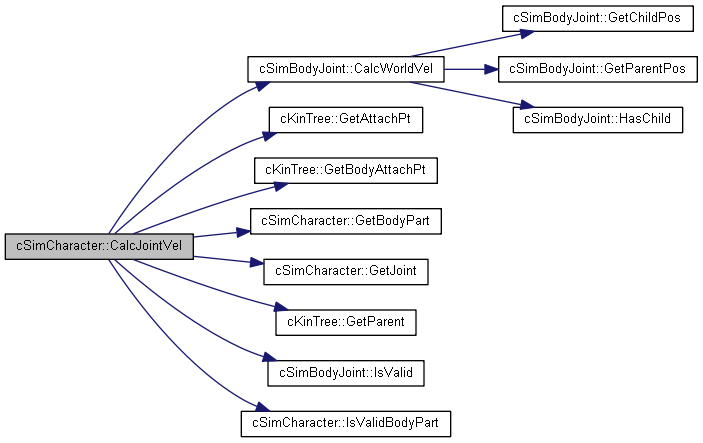 cSimBodyJoint::GetChildPos
cSimBodyJoint::CalcWorldVel
cSimBodyJoint::GetParentPos
cSimBodyJoint::HasChild
cKinTree::GetAttachPt
cKinTree::GetBodyAttachPt
cSimCharacter::GetBodyPart
cSimCharacter::CalcJointVel
cSimCharacter::GetJoint
cKinTree::GetParent
cSimBodyJoint::IsValid
cSimCharacter::IsValidBodyPart